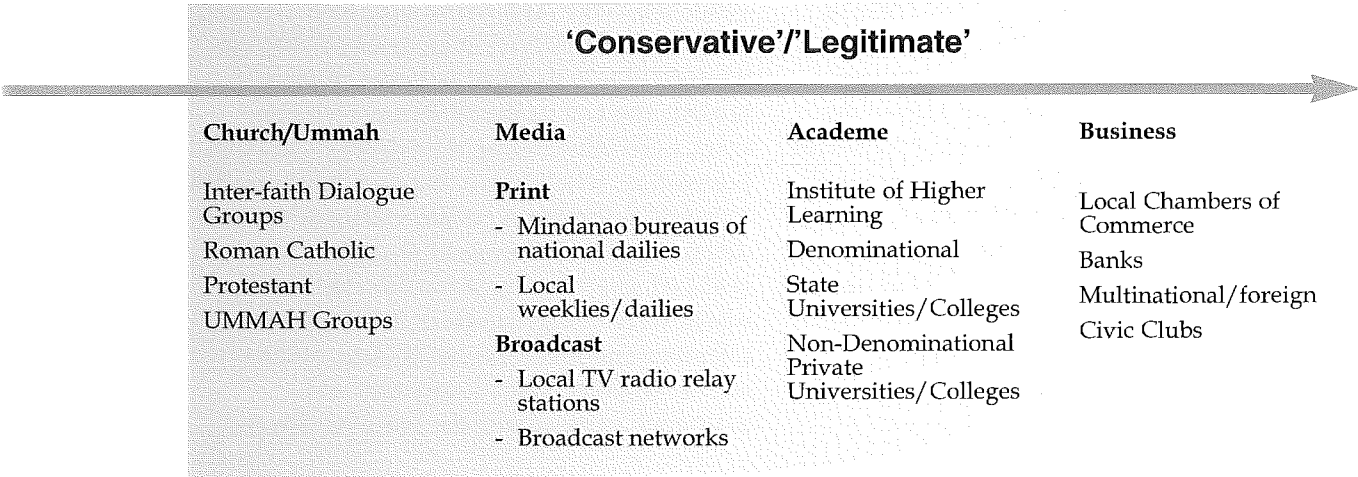 'Conservative'/'Legitimate'
Church/Ummah
Inter-faith Dialogue
Groups
Roman Catholic
Protestant
UMMAH Groups
Media
Print
- Mindanao bureaus of
national dailies
- Local
weeklies/dailies
Broadcast
- Local TV radio relay
stations
- Broadcast networks
Academe
Institute of Higher
Learning
Denominational
State
Universities/Colleges
Non-Denominational
Private
Universities/Colleges
Business
Local Chambers of
Commerce
Banks
Multinational/foreign
Civic Clubs